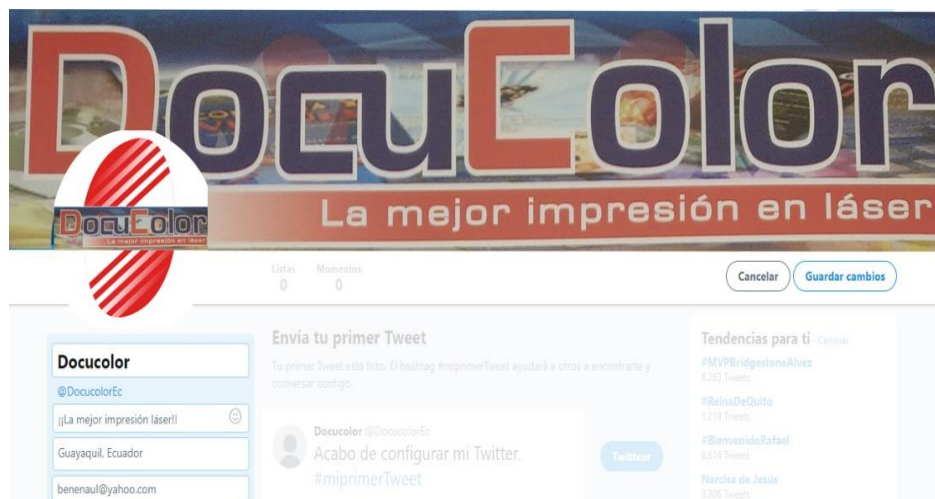 DocuColor
La mejor impresión en láser
DocuColor
La mejor impresión en láser
Listas
0
Momentos
0
Cancelar
Guardar cambios
Docucolor
@DocucolorEc
¡¡La mejor impresión láser!!
Guayaquil. Ecuador
benenaul@yahoo.com
Envía tu primer Tweet
Tu primer Tweet está listo. El hashtag #miprimerTweet ayudará a otros a encontrarte y
conversar contigo.
Docucolor @DocucolorEc
Acabo de configurar mi Twitter.
#miprimerTweet
Twittear
Tendencias para ti · Cambiar
#MVPBridgestoneAlvez
8.283 Tweets
#ReinaDeQuito
1.219 Tweets
#BienvenidoRafael
8.614 Tweets
Narcisa de Jesús
3.206 Tweets